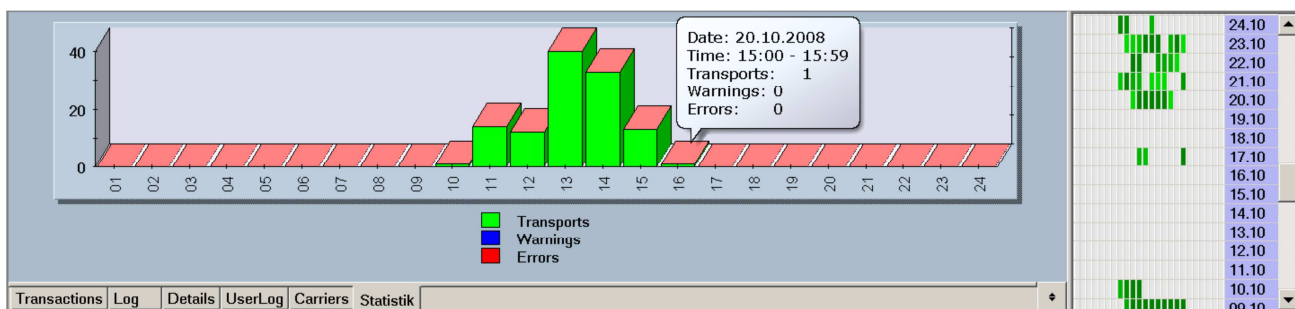 40
20
0
01 02 03 04 05 06 07 08 09 10 11 12 13 14 15 16 17 18 19 20 21 22 23 24
Date: 20.10.2008
Time: 15:00 - 15:59
Transports: 1
Warnings: 0
Errors: 0
Transports
Warnings
Errors
Transactions Log Details UserLog Carriers Statistik
24.10
23.10
22.10
21.10
20.10
19.10
18.10
17.10
16.10
15.10
14.10
13.10
12.10
11.10
10.10
09.10